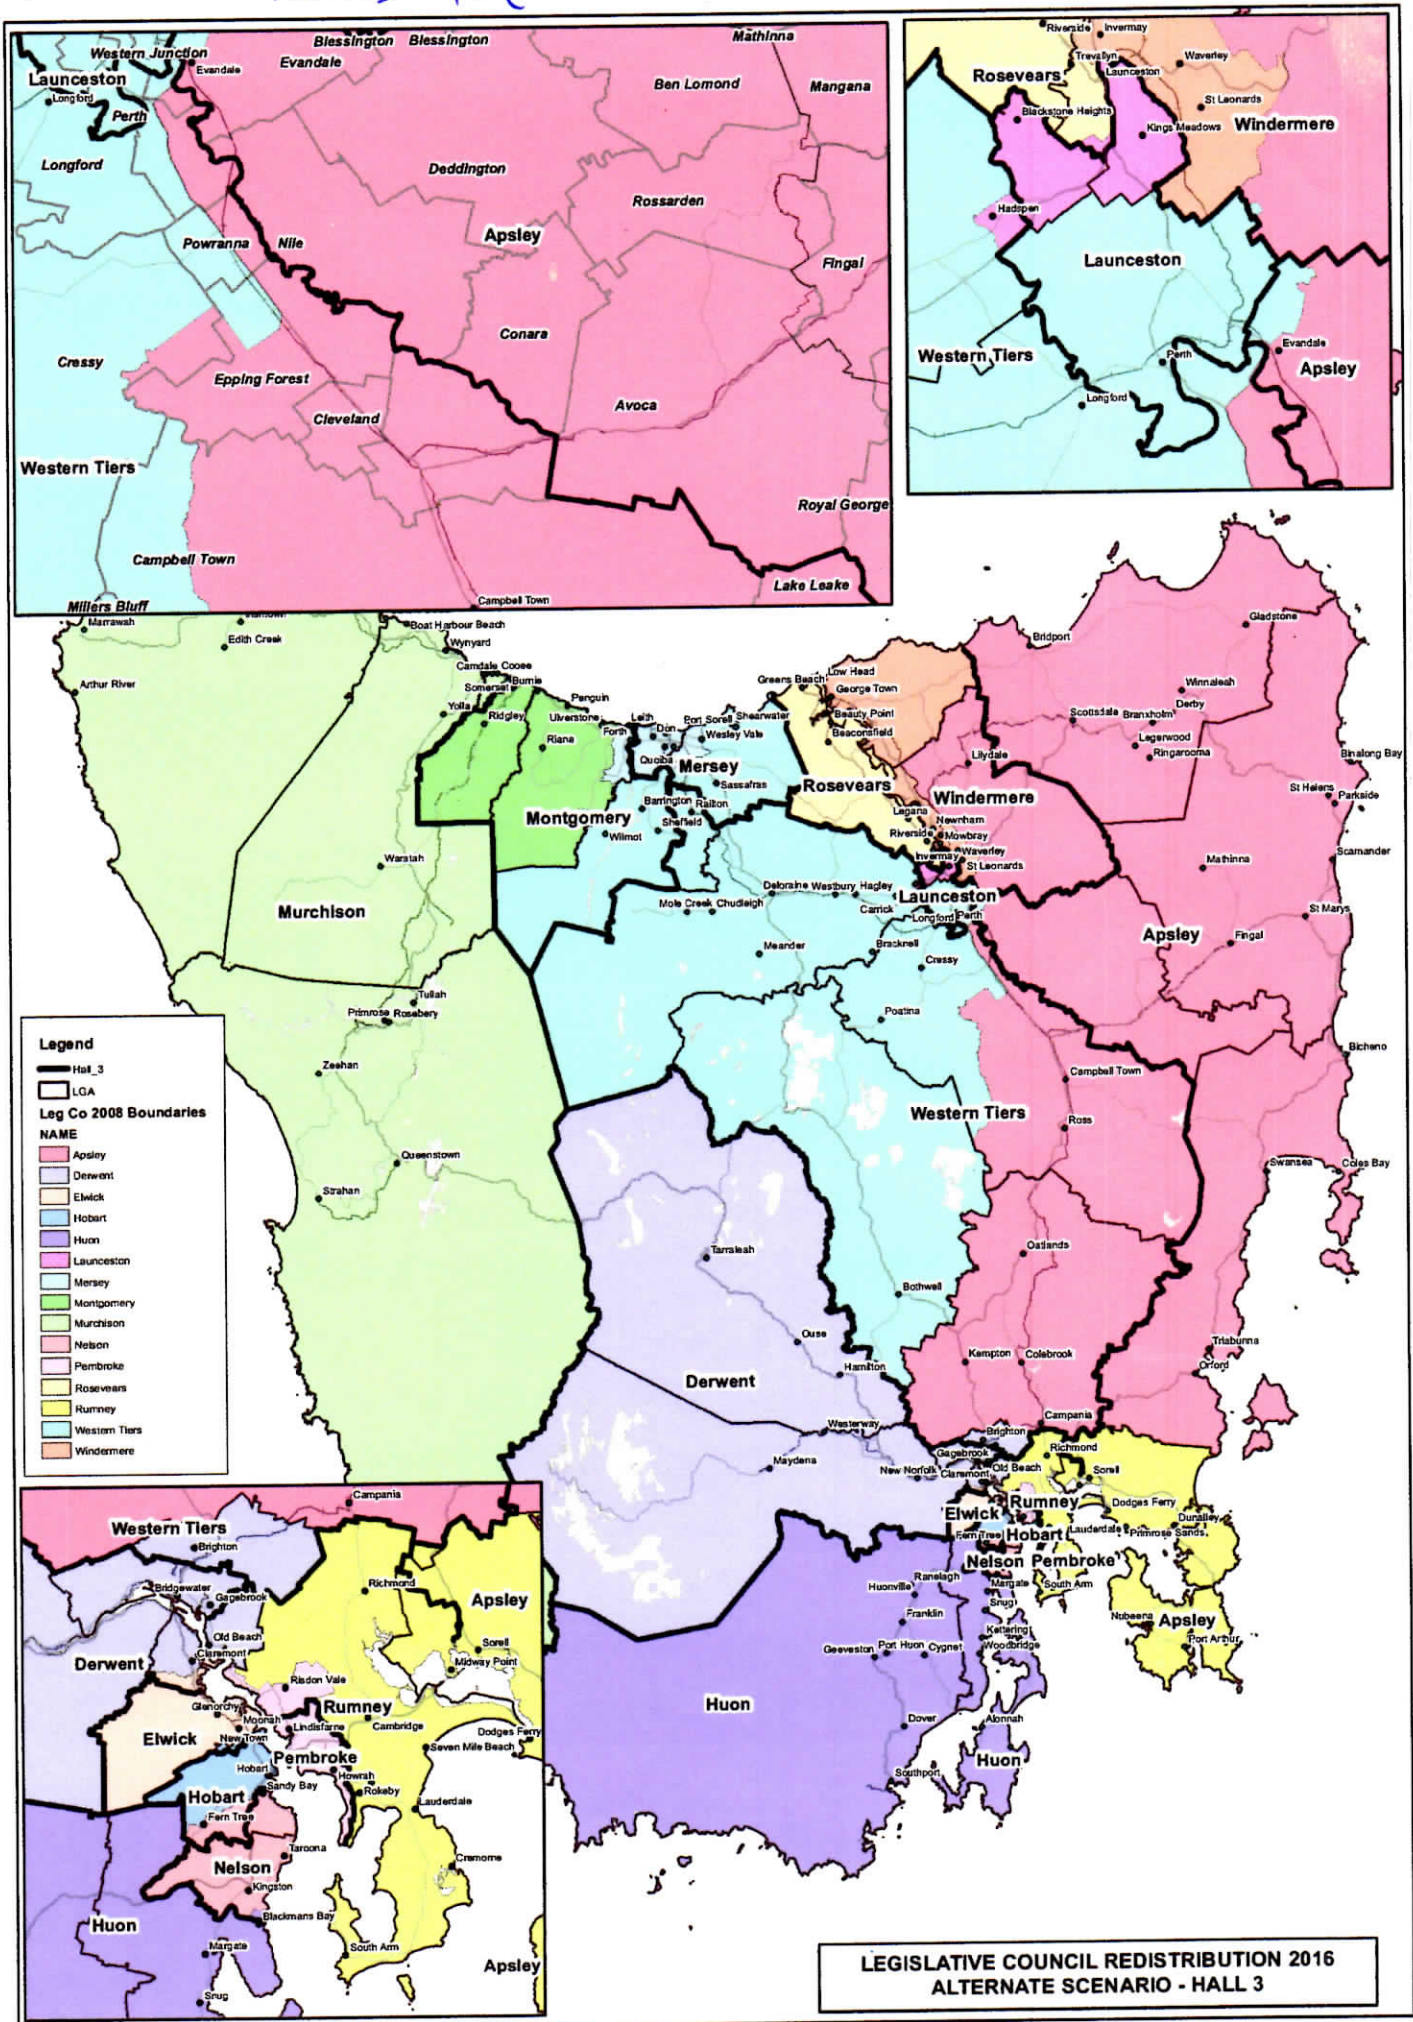 Blessington Blessington
Mathinna
Western Junction
Evandale
Evandale
Launceston
Longford
Perth
Ben Lomond
Mangana
Longford
Deddington
Rossarden
Powranna
Nile
Apsley
Fingal
Conara
Cressy
Epping Forest
Cleveland
Avoca
Western Tiers
Royal George
Campbell Town
Lake Leake
Millers Bluff
Campbell Town
Riverside
Invermay
Trevallyn
Waverley
Rosevears
Launceston
St Leonards
Blackstone Heights
Windermere
Kings Meadows
Hadspen
Launceston
Western Tiers
Perth
Evandale
Apsley
Longford
Marrawah
Edith Creek
Boat Harbour Beach
Wynyard
Arthur River
Camdale Cooee
Somerset
Burnie
Yolla
Ridgley
Penguin
Ulverstone
Riana
Forth
Leith
Don
Port Sorell
Shearwater
Wesley Vale
Quoiba
Mersey
Sassafras
Barrington
Railton
Sheffield
Montgomery
Wilmot
Greens Beach
Low Head
George Town
Beauty Point
Beaconsfield
Rosevears
Bridport
Gladstone
Winnaleah
Derby
Scottsdale
Branxholm
Legerwood
Ringarooma
Lilydale
Binalong Bay
Windermere
St Helens
Parkside
Legana
Newnham
Riverside
Mowbray
Invermay
Waverley
St Leonards
Mathinna
Scamander
Waratah
Murchison
Deloraine
Westbury
Hagley
Launceston
Mole Creek
Chudleigh
Carrick
Longford
Perth
St Marys
Apsley
Fingal
Meander
Bracknell
Cressy
Tullah
Primrose
Rosebery
Poatina
Zeehan
Bicheno
Campbell Town
Western Tiers
Ross
Queenstown
Strahan
Swansea
Coles Bay
Tarraleah
Oatlands
Bothwell
Ouse
Kempton
Colebrook
Triabunna
Hamilton
Orford
Derwent
Westerway
Campania
Brighton
Maydena
Gagebrook
Richmond
New Norfolk
Claremont
Old Beach
Sorell
Elwick
Rumney
Dodges Ferry
Dunalley
Fern Tree
Hobart
Lauderdale
Primrose Sands
Nelson
Pembroke
Ranelagh
Huonville
Margate
South Arm
Snug
Franklin
Nubeena
Apsley
Kettering
Port Arthur
Geeveston
Port Huon
Cygnet
Woodbridge
Huon
Dover
Alonnah
Huon
Southport
Legend
Hall_3
LGA
Leg Co 2008 Boundaries
NAME
Apsley
Derwent
Elwick
Hobart
Huon
Launceston
Mersey
Montgomery
Murchison
Nelson
Pembroke
Rosevears
Rumney
Western Tiers
Windermere
Campania
Western Tiers
Brighton
Bridgewater
Richmond
Gagebrook
Apsley
Old Beach
Sorell
Claremont
Midway Point
Derwent
Risdon Vale
Rumney
Glenorchy
Moonah
Lindisfarne
Cambridge
Elwick
New Town
Dodges Ferry
Pembroke
Seven Mile Beach
Hobart
Howrah
Sandy Bay
Rokeby
Hobart
Lauderdale
Fern Tree
Taroona
Nelson
Cremorne
Kingston
Blackmans Bay
Huon
Margate
South Arm
Apsley
Snug
LEGISLATIVE COUNCIL REDISTRIBUTION 2016
ALTERNATE SCENARIO - HALL 3